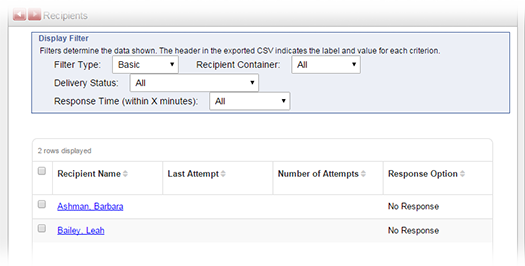 Recipients
Display Filter
Filters determine the data shown. The header in the exported CSV indicates the label and value for each criterion.
Filter Type: Basic Recipient Container: All
Delivery Status: All
Response Time (within X minutes): All
2 rows displayed
Recipient Name Last Attempt Number of Attempts Response Option
Ashman, Barbara No Response
Bailey, Leah No Response